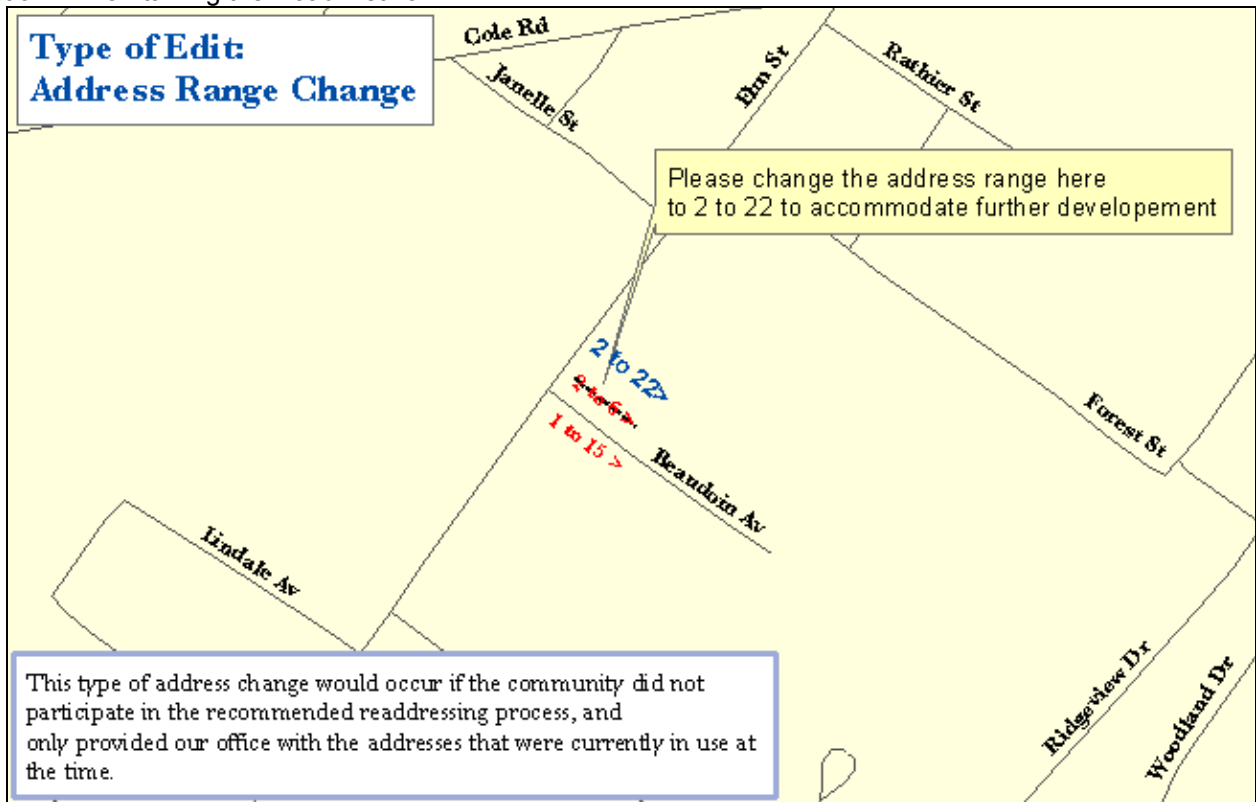 Type of Edit:
Address Range Change
Cole Rd
Janelle St
Elm St
Rathier St
Please change the address range here
to 2 to 22 to accommodate further developement
2 to 22>
2 to 6>
1 to 15 >
Beaudoin Av
Forest St
Lindale Av
Ridgeview Dr
Woodland Dr
This type of address change would occur if the community did not
participate in the recommended readdressing process, and
only provided our office with the addresses that were currently in use at
the time.